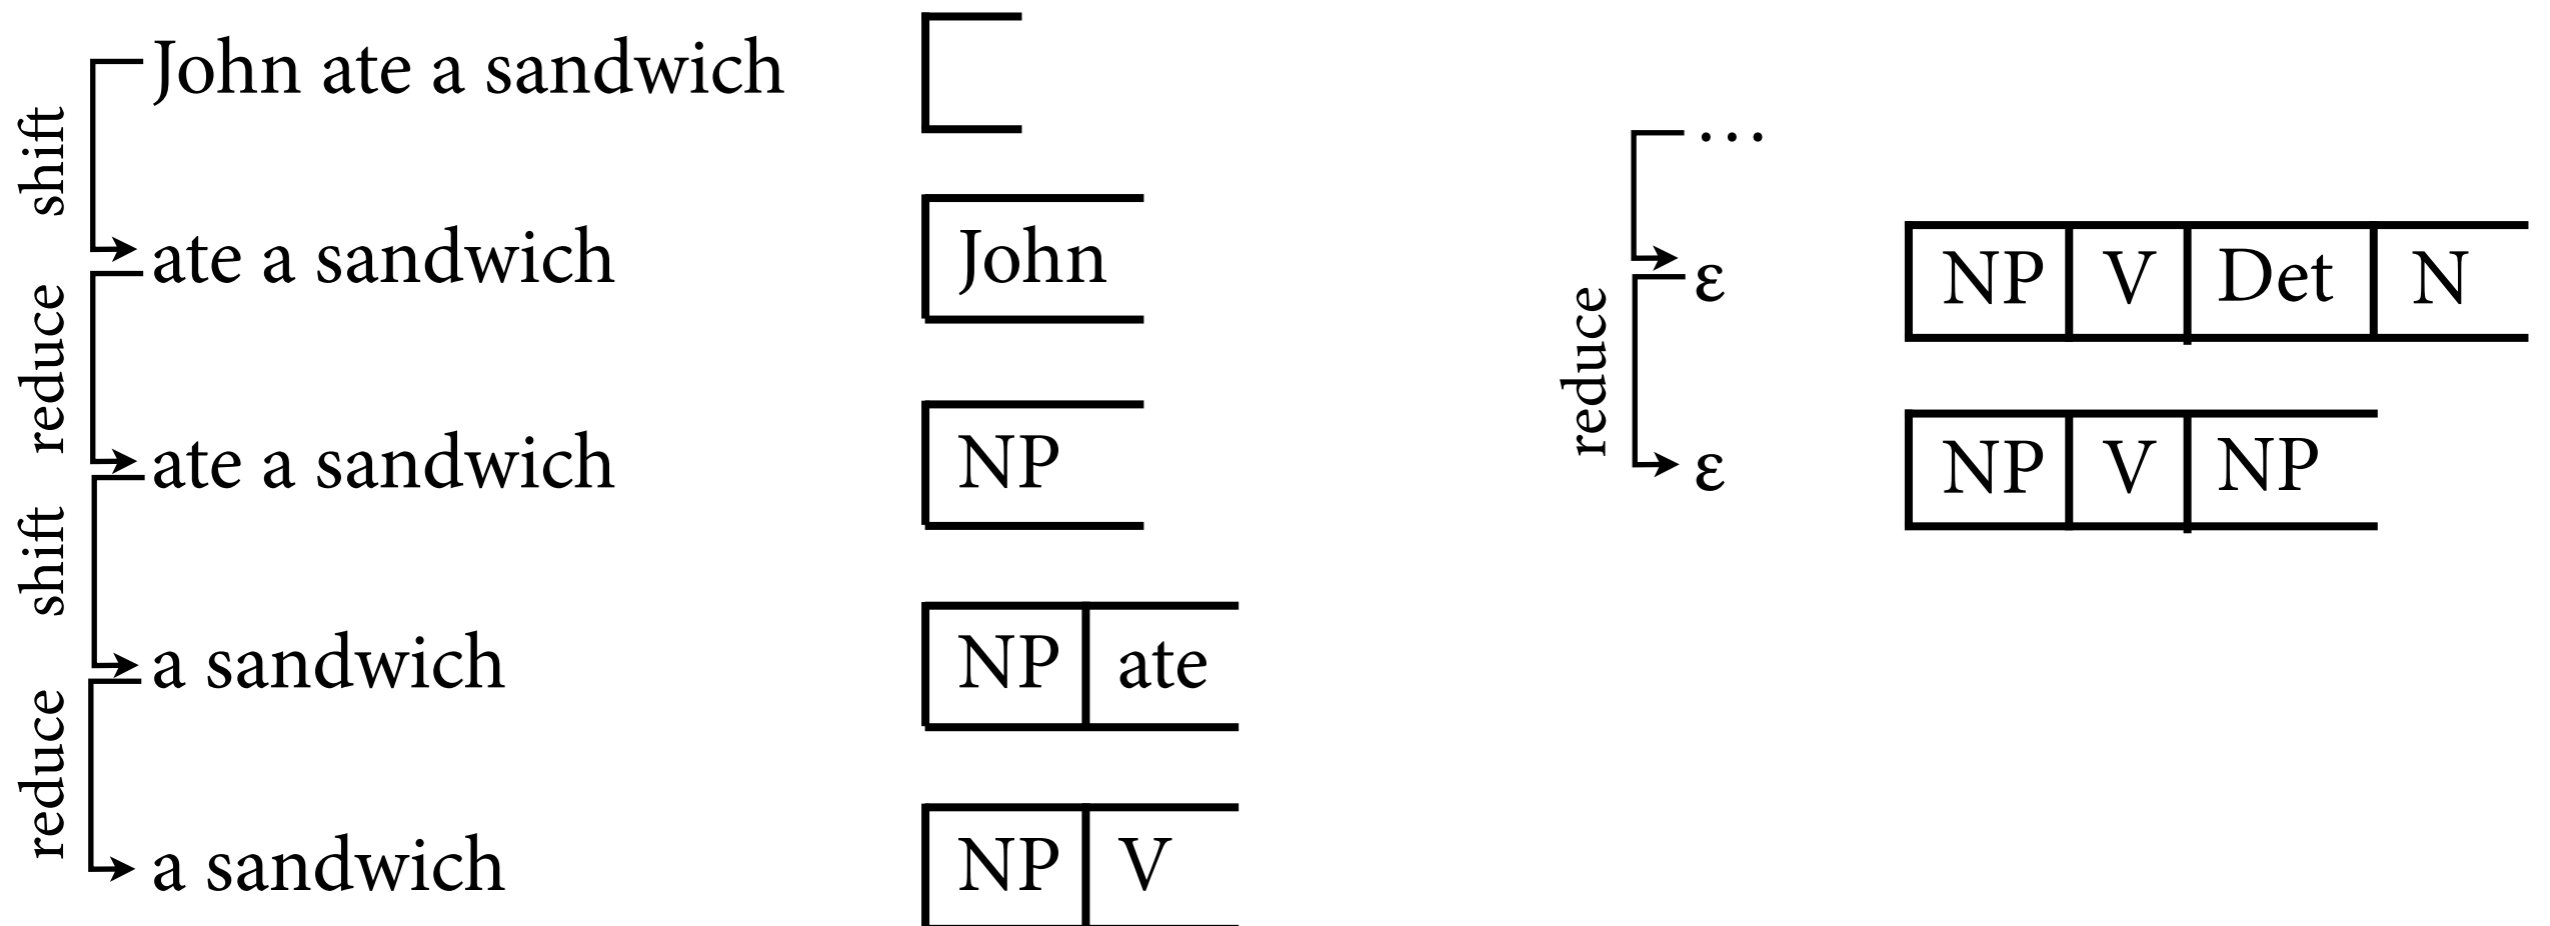 John ate a sandwich
shift
ate a sandwich John
reduce
ate a sandwich NP
shift
a sandwich NP ate
reduce
a sandwich NP V
…
ε NP V Det N
reduce
ε NP V NP